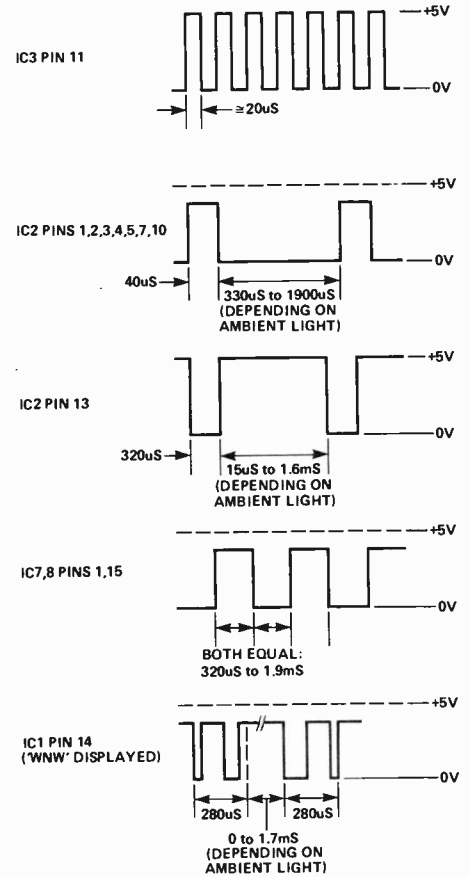 +5V
IC3 PIN 11
0V
≅20uS
+5V
IC2 PINS 1,2,3,4,5,7,10
0V
40uS
330uS to 1900uS
(DEPENDING ON
AMBIENT LIGHT)
+5V
IC2 PIN 13
0V
320uS
15uS to 1.6mS
(DEPENDING ON
AMBIENT LIGHT)
+5V
IC7,8 PINS 1,15
0V
BOTH EQUAL:
320uS to 1.9mS
+5V
IC1 PIN 14
('WNW' DISPLAYED)
0V
280uS 280uS
0 to 1.7mS
(DEPENDING ON
AMBIENT LIGHT)